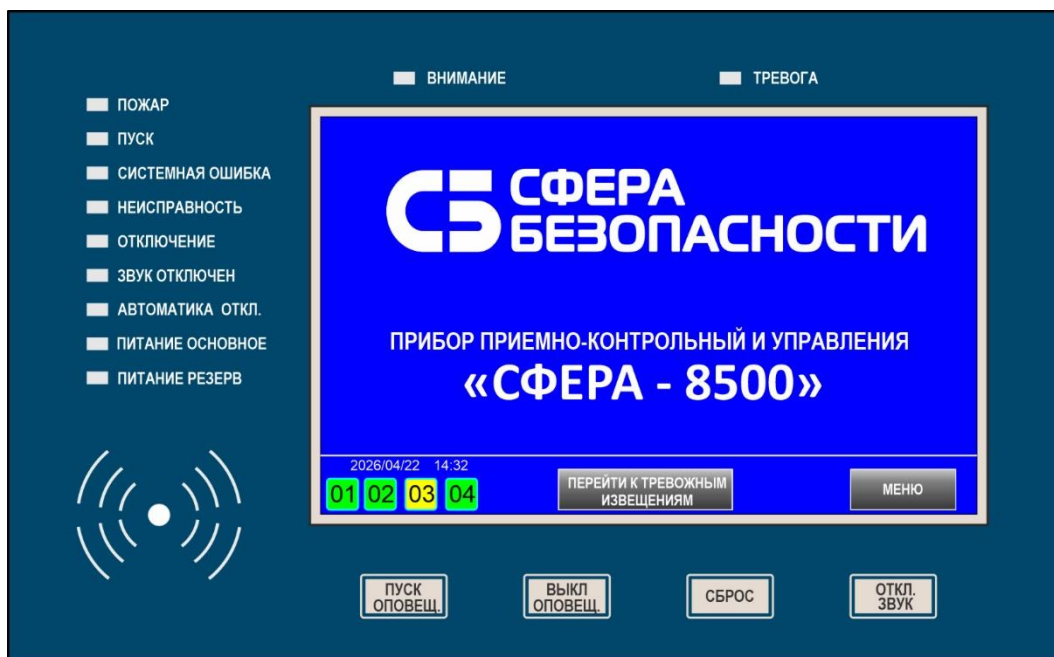 ВНИМАНИЕ
ТРЕВОГА
ПОЖАР
ПУСК
СИСТЕМНАЯ ОШИБКА
НЕИСПРАВНОСТЬ
ОТКЛЮЧЕНИЕ
ЗВУК ОТКЛЮЧЕН
АВТОМАТИКА ОТКЛ.
ПИТАНИЕ ОСНОВНОЕ
ПИТАНИЕ РЕЗЕРВ
СБ
СФЕРА
БЕЗОПАСНОСТИ
ПРИБОР ПРИЕМНО-КОНТРОЛЬНЫЙ И УПРАВЛЕНИЯ
«СФЕРА - 8500»
2026/04/22 14:32
01 02 03 04
ПЕРЕЙТИ К ТРЕВОЖНЫМ
ИЗВЕЩЕНИЯМ
МЕНЮ
ПУСК
ОПОВЕЩ.
ВЫКЛ
ОПОВЕЩ.
СБРОС
ОТКЛ.
ЗВУК